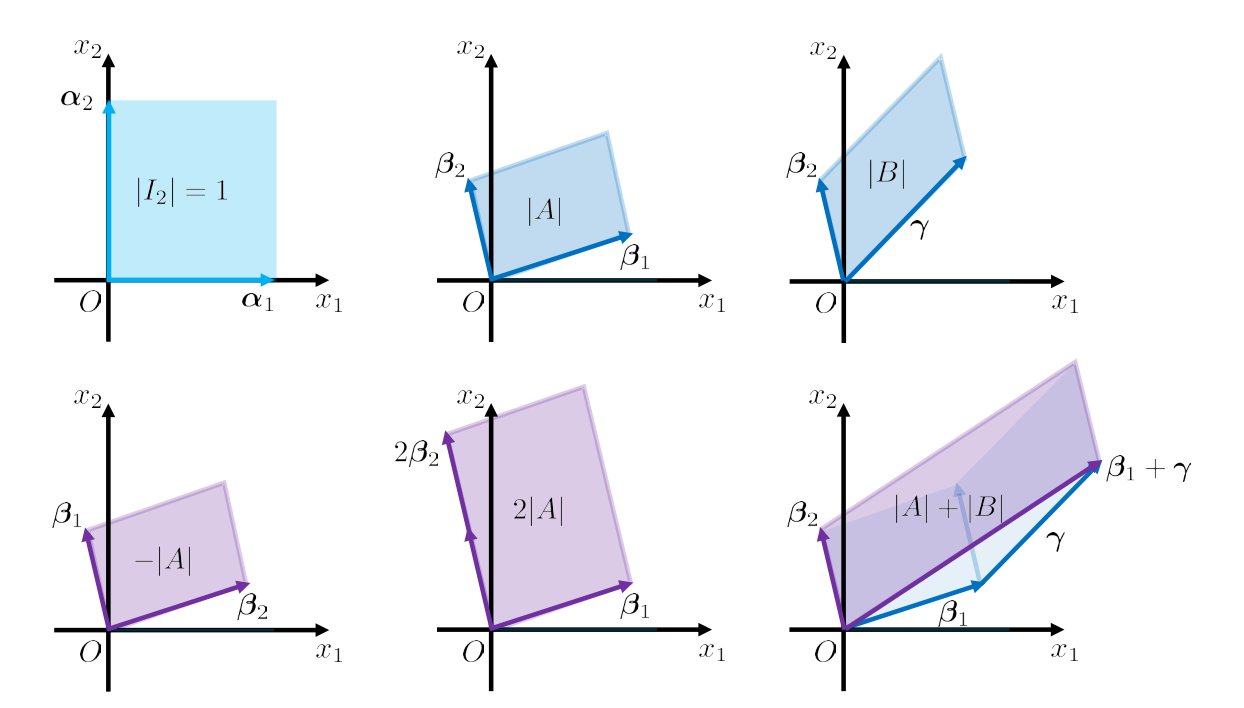 x₂
α₂
|I₂| = 1
O
α₁
x₁
x₂
β₂
|A|
β₁
O
x₁
x₂
β₂
|B|
γ
O
x₁
x₂
β₁
−|A|
β₂
O
x₁
x₂
2β₂
2|A|
β₁
O
x₁
x₂
β₁ + γ
β₂
|A| + |B|
γ
β₁
O
x₁